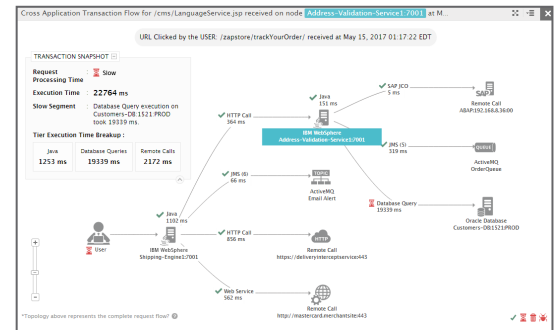 Cross Application Transaction Flow for /cms/LanguageService.jsp received on node Address-Validation-Service1:7001 at M...
URL Clicked by the USER: /zapstore/trackYourOrder/ received at May 15, 2017 01:17:22 EDT
TRANSACTION SNAPSHOT
Request
Processing Time : Slow
Execution Time : 22764 ms
Slow Segment : Database Query execution on
Customers-DB:1521:PROD
took 19339 ms.
Tier Execution Time Breakup :
Java
1253 ms
Database Queries
19339 ms
Remote Calls
2172 ms
Java
151 ms
IBM WebSphere
Address-Validation-Service1:7001
SAP JCO
5 ms
SAP
Remote Call
ABAP:192.168.8.36:00
HTTP Call
364 ms
JMS (5)
319 ms
QUEUE
ActiveMQ
OrderQueue
JMS (6)
66 ms
TOPIC
ActiveMQ
Email Alert
Database Query
19339 ms
Oracle Database
Customers-DB:1521:PROD
User
Java
1102 ms
IBM WebSphere
Shipping-Engine1:7001
HTTP Call
858 ms
HTTP
Remote Call
https://deliveryinterceptservice:443
Web Service
562 ms
Remote Call
http://mastercard.merchantsite:443
*Topology above represents the complete request flow?